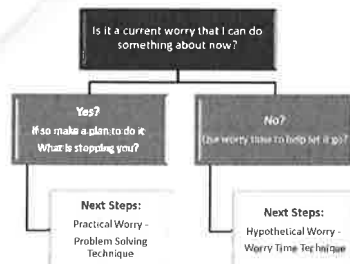 Is it a current worry that I can do
something about now?
Yes?
If so make a plan to do it
What is stopping you?
No?
Use worry time to help let it go?
Next Steps:
Practical Worry -
Problem Solving
Technique
Next Steps:
Hypothetical Worry -
Worry Time Technique